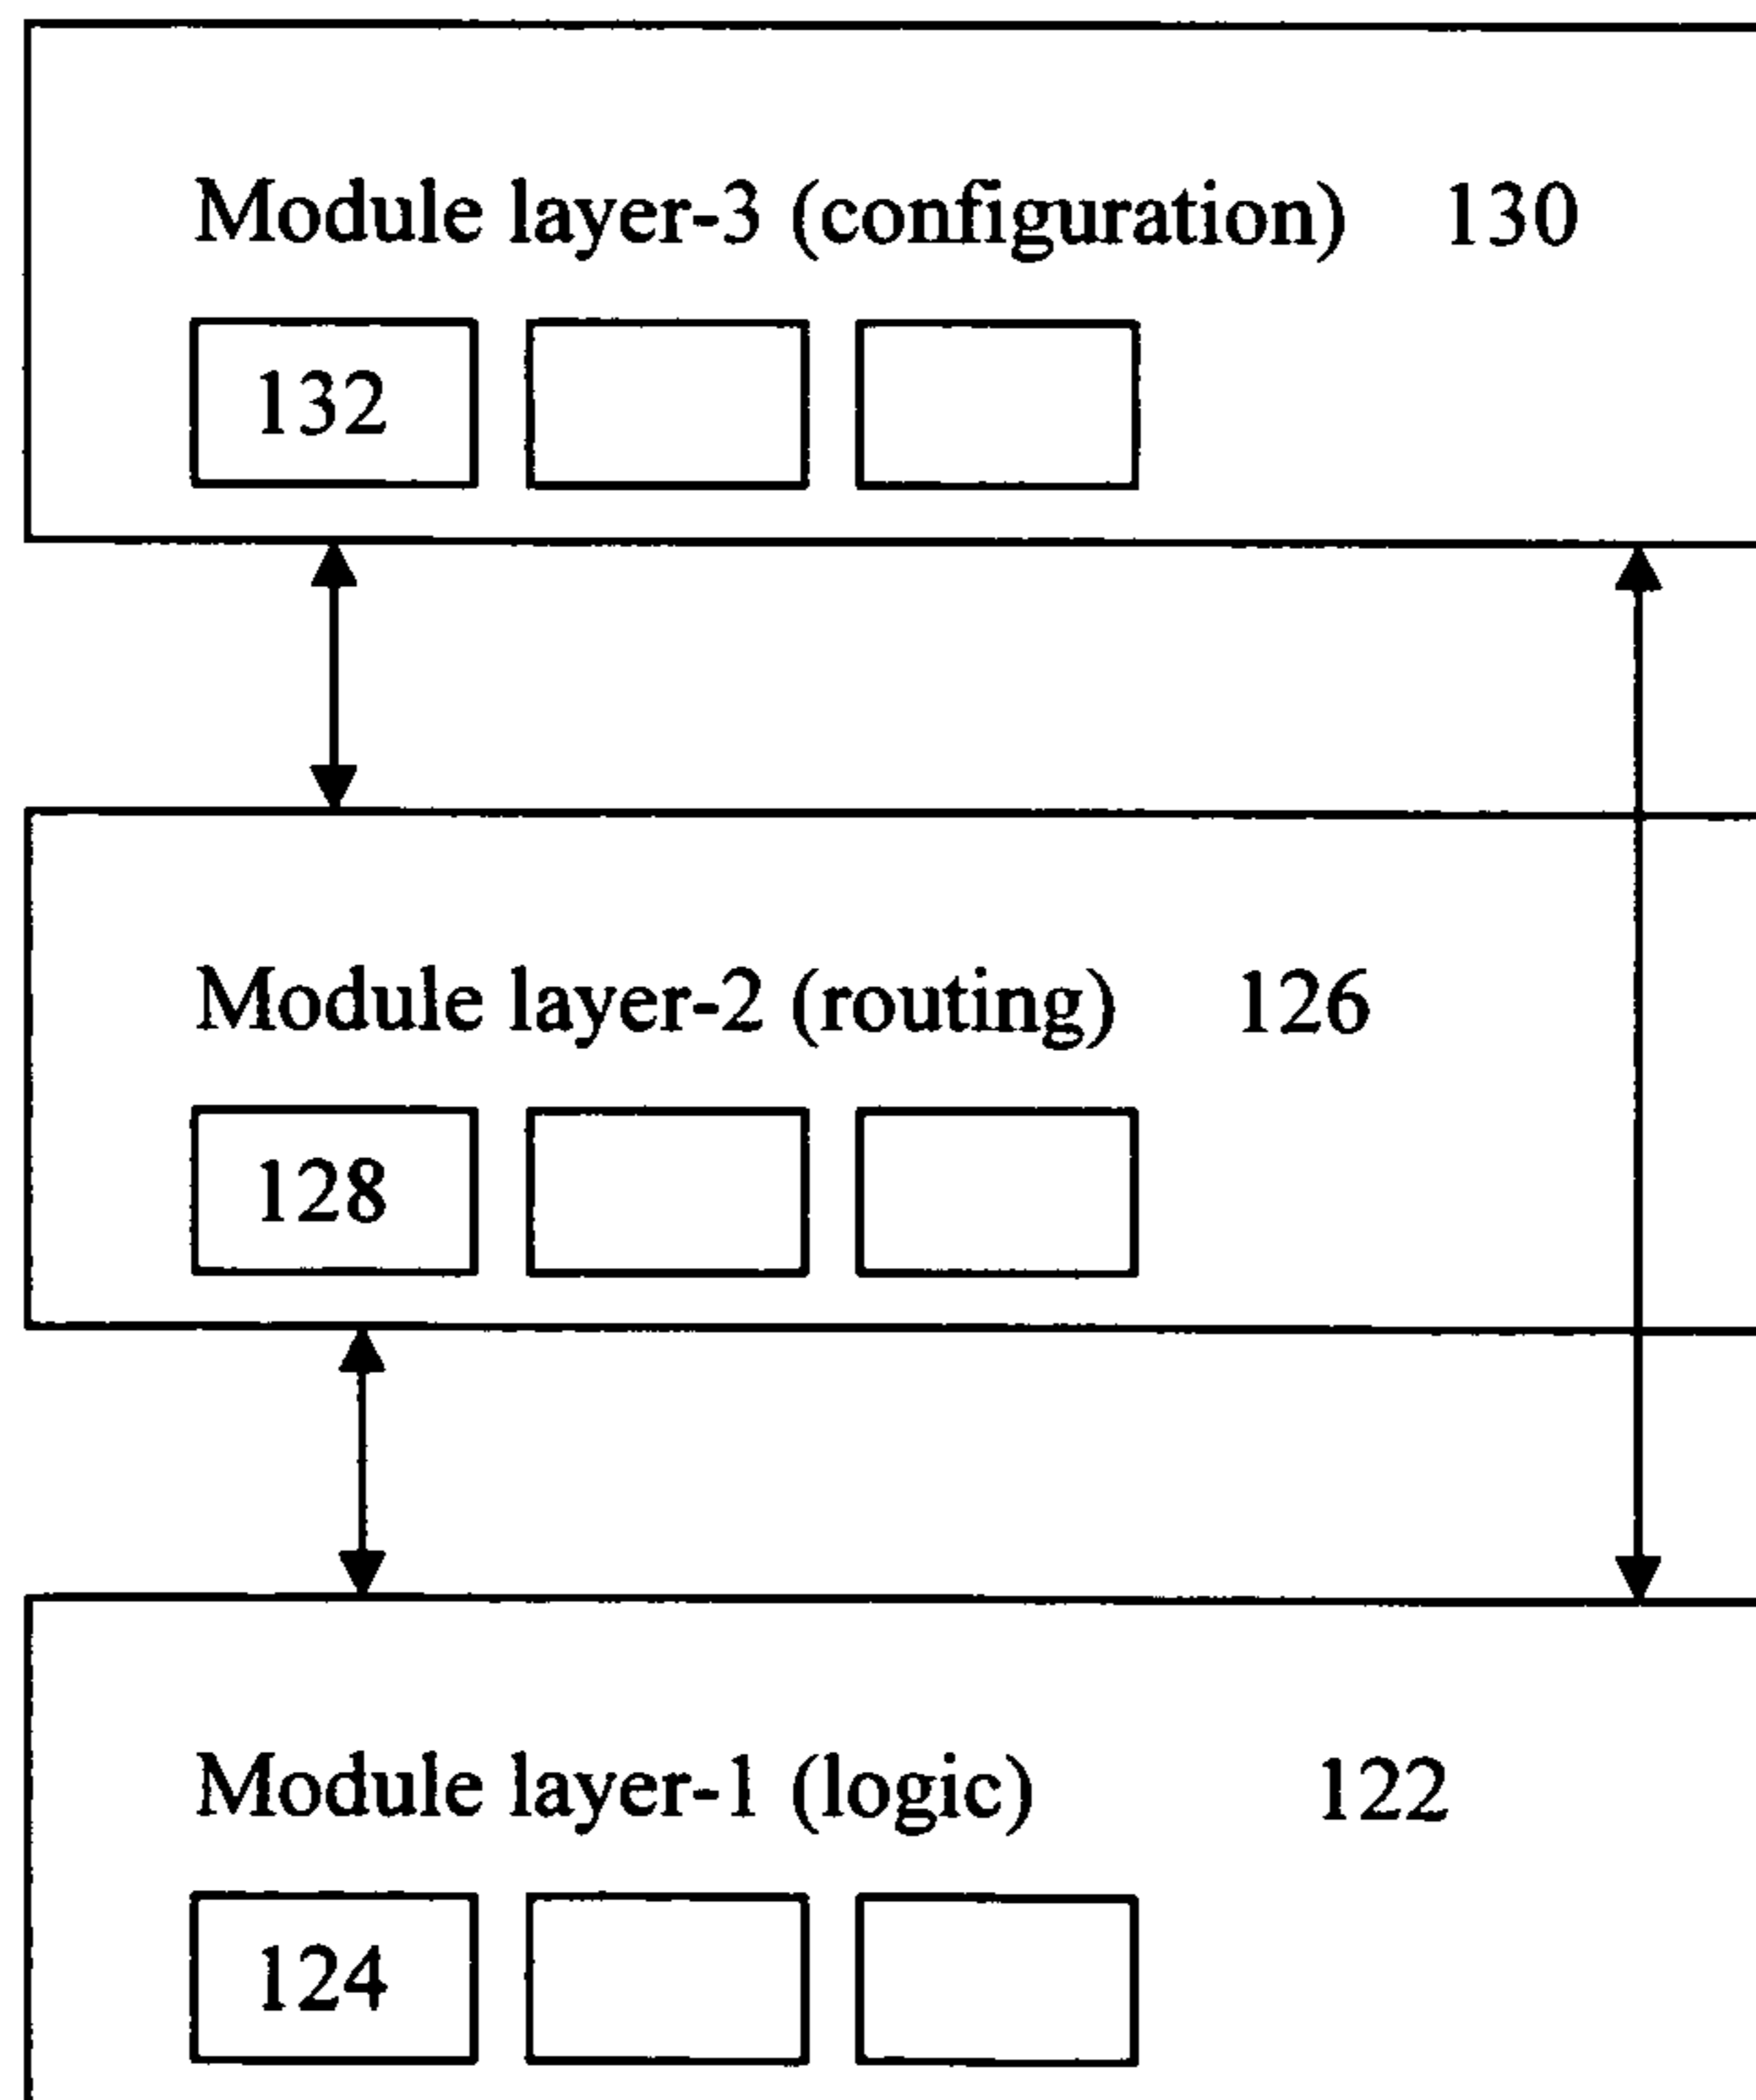 Module layer-3 (configuration) 130
132
Module layer-2 (routing) 126
128
Module layer-1 (logic) 122
124